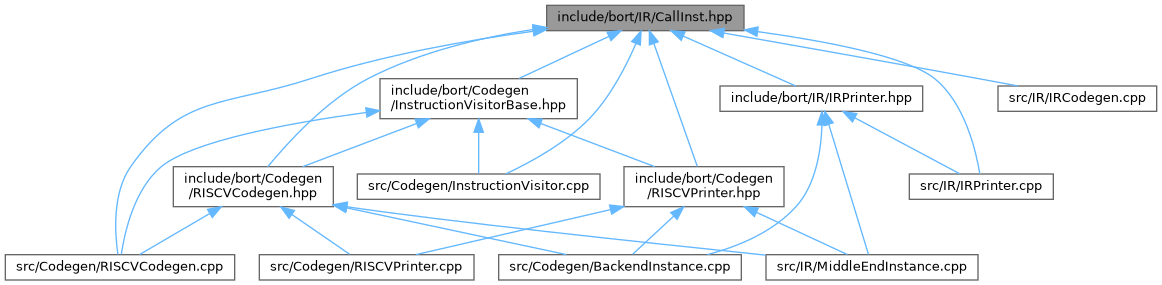 include/bort/IR/CallInst.hpp
include/bort/Codegen
/InstructionVisitorBase.hpp
include/bort/IR/IRPrinter.hpp
src/IR/IRCodegen.cpp
include/bort/Codegen
/RISCVCodegen.hpp
src/Codegen/InstructionVisitor.cpp
include/bort/Codegen
/RISCVPrinter.hpp
src/IR/IRPrinter.cpp
src/Codegen/RISCVCodegen.cpp
src/Codegen/RISCVPrinter.cpp
src/Codegen/BackendInstance.cpp
src/IR/MiddleEndInstance.cpp